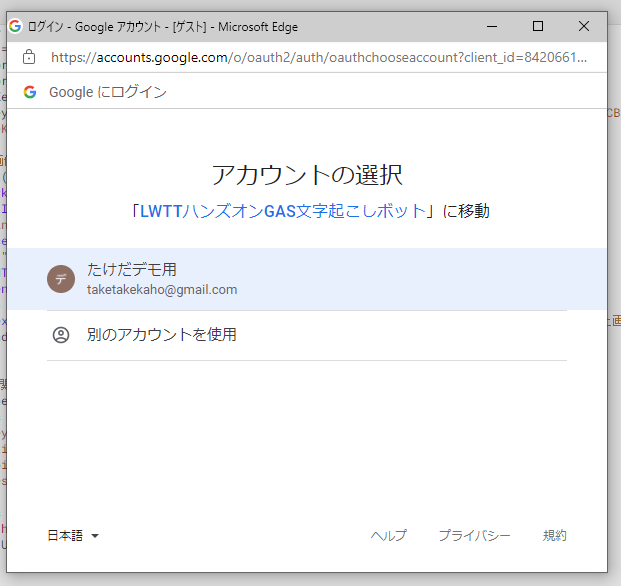 ログイン - Google アカウント - [ゲスト] - Microsoft Edge
https://accounts.google.com/o/oauth2/auth/oauthchooseaccount?client_id=8420661...
Google にログイン
アカウントの選択
「LWTTハンズオンGAS文字起こしボット」に移動
デ
たけだデモ用
taketakekaho@gmail.com
別のアカウントを使用
日本語
ヘルプ
プライバシー
規約